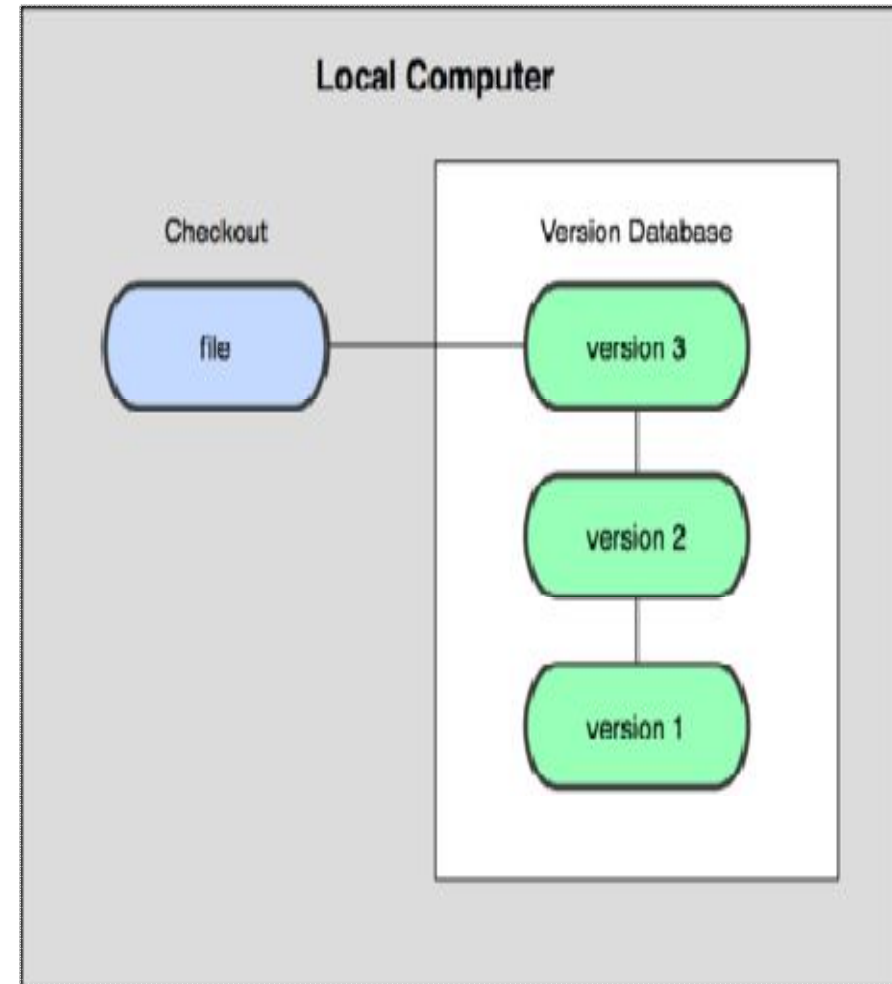 Local Computer
Checkout
Version Database
file
version 3
version 2
version 1